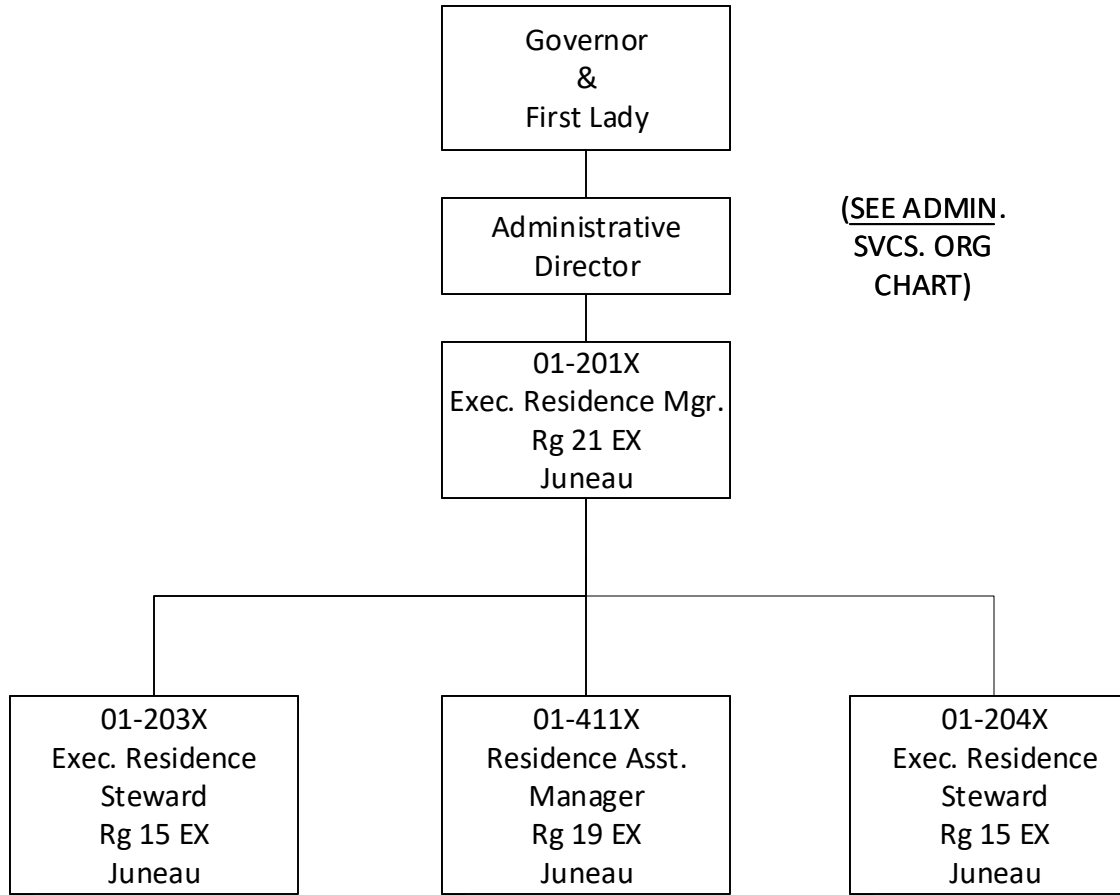 Governor
&
First Lady
Administrative
Director
(SEE ADMIN.
SVCS. ORG
CHART)
01-201X
Exec. Residence Mgr.
Rg 21 EX
Juneau
01-203X
Exec. Residence
Steward
Rg 15 EX
Juneau
01-411X
Residence Asst.
Manager
Rg 19 EX
Juneau
01-204X
Exec. Residence
Steward
Rg 15 EX
Juneau